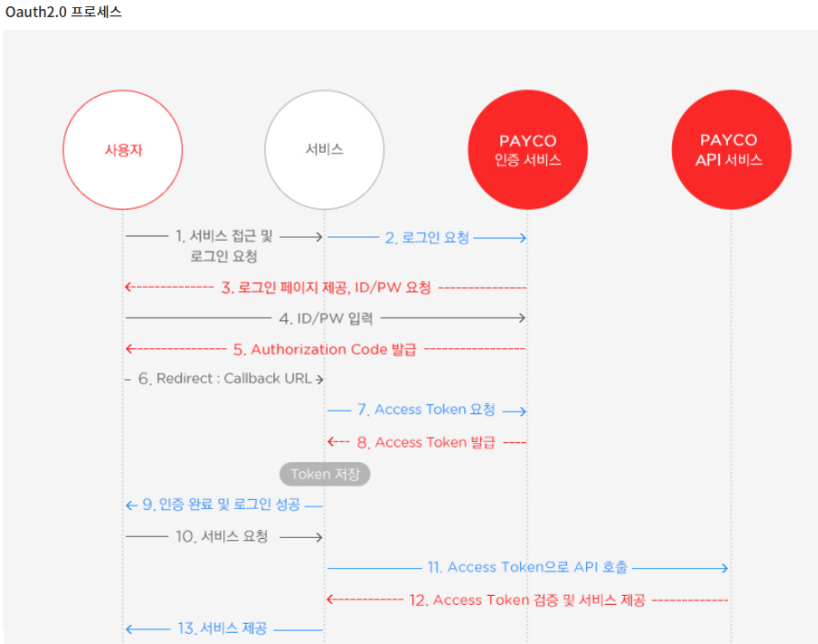 Oauth2.0 프로세스
사용자
서비스
PAYCO
인증 서비스
PAYCO
API 서비스
1. 서비스 접근 및
로그인 요청
2. 로그인 요청
3. 로그인 페이지 제공, ID/PW 요청
4. ID/PW 입력
5. Authorization Code 발급
6. Redirect : Callback URL
7. Access Token 요청
8. Access Token 발급
Token 저장
9. 인증 완료 및 로그인 성공
10. 서비스 요청
11. Access Token으로 API 호출
12. Access Token 검증 및 서비스 제공
13. 서비스 제공